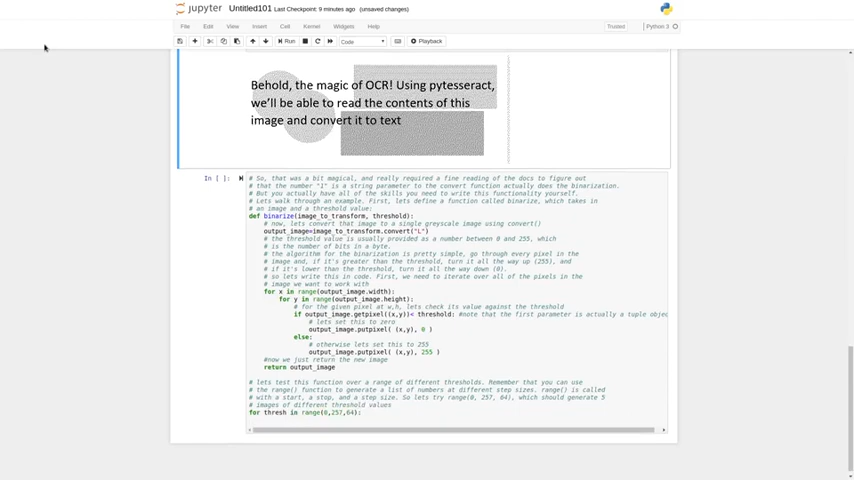 jupyter Untitled101 Last Checkpoint: 9 minutes ago (unsaved changes)
File Edit View Insert Cell Kernel Widgets Help Trusted Python 3
Run Code Playback
Behold, the magic of OCR! Using pytesseract,
we'll be able to read the contents of this
image and convert it to text
In [ ]:
# So, that was a bit magical, and really required a fine reading of the docs to figure out
# that the number "1" is a string parameter to the convert function actually does the binarization.
# But you actually have all of the skills you need to write this functionality yourself.
# Lets walk through an example. First, lets define a function called binarize, which takes in
# an image and a threshold value:
def binarize(image_to_transform, threshold):
# now, lets convert that image to a single greyscale image using convert()
output_image=image_to_transform.convert("L")
# the threshold value is usually provided as a number between 0 and 255, which
# is the number of bits in a byte.
# the algorithm for the binarization is pretty simple, go through every pixel in the
# image and, if it's greater than the threshold, turn it all the way up (255), and
# if it's lower than the threshold, turn it all the way down (0).
# so lets write this in code. First, we need to iterate over all of the pixels in the
# image we want to work with
for x in range(output_image.width):
for y in range(output_image.height):
# for the given pixel at w,h, lets check its value against the threshold
if output_image.getpixel((x,y))< threshold: #note that the first parameter is actually a tuple objec
# lets set this to zero
output_image.putpixel( (x,y), 0 )
else:
# otherwise lets set this to 255
output_image.putpixel( (x,y), 255 )
#now we just return the new image
return output_image
# lets test this function over a range of different thresholds. Remember that you can use
# the range() function to generate a list of numbers at different step sizes. range() is called
# with a start, a stop, and a step size. So lets try range(0, 257, 64), which should generate 5
# images of different threshold values
for thresh in range(0,257,64):